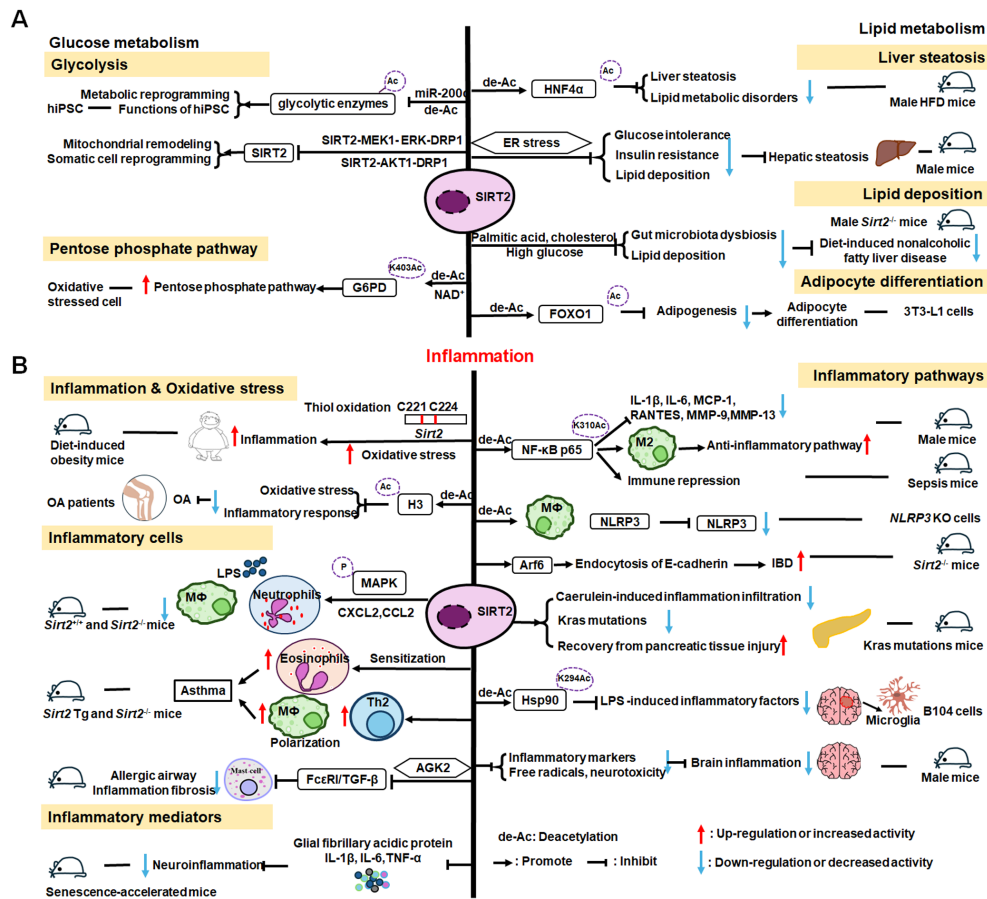 A
Glucose metabolism
Lipid metabolism
Glycolysis
Metabolic reprogramming
hiPSC
Functions of hiPSC
glycolytic enzymes
Ac
miR-200c
de-Ac
Mitochondrial remodeling
Somatic cell reprogramming
SIRT2
SIRT2-MEK1- ERK-DRP1
SIRT2-AKT1-DRP1
SIRT2
Pentose phosphate pathway
Oxidative
stressed cell
Pentose phosphate pathway
G6PD
K403Ac
de-Ac
NAD+
Liver steatosis
de-Ac
HNF4α
Ac
Liver steatosis
Lipid metabolic disorders
Male HFD mice
ER stress
Glucose intolerance
Insulin resistance
Lipid deposition
Hepatic steatosis
Male mice
Lipid deposition
Male Sirt2-/- mice
Palmitic acid, cholesterol
High glucose
Gut microbiota dysbiosis
Lipid deposition
Diet-induced nonalcoholic
fatty liver disease
Adipocyte differentiation
de-Ac
FOXO1
Ac
Adipogenesis
Adipocyte
differentiation
3T3-L1 cells
B
Inflammation
Inflammation & Oxidative stress
Diet-induced
obesity mice
Inflammation
Thiol oxidation
C221 C224
Sirt2
Oxidative stress
OA patients
OA
Oxidative stress
Inflammatory response
Ac
H3
de-Ac
Inflammatory cells
LPS
MΦ
Neutrophils
P
MAPK
CXCL2,CCL2
SIRT2
Sirt2+/+ and Sirt2-/- mice
Eosinophils
Sensitization
Asthma
Sirt2 Tg and Sirt2-/- mice
MΦ
Polarization
Th2
Allergic airway
Inflammation fibrosis
Mast cell
FcεRI/TGF-β
AGK2
Inflammatory mediators
Neuroinflammation
Senescence-accelerated mice
Glial fibrillary acidic protein
IL-1β, IL-6,TNF-α
Inflammatory pathways
de-Ac
NF-κB p65
K310Ac
IL-1β, IL-6, MCP-1,
RANTES, MMP-9,MMP-13
M2
Anti-inflammatory pathway
Male mice
Immune repression
Sepsis mice
de-Ac
MΦ
NLRP3
NLRP3
NLRP3 KO cells
Arf6
Endocytosis of E-cadherin
IBD
Sirt2-/- mice
Caerulein-induced inflammation infiltration
Kras mutations
Recovery from pancreatic tissue injury
Kras mutations mice
de-Ac
Hsp90
K294Ac
LPS -induced inflammatory factors
Microglia
B104 cells
Inflammatory markers
Free radicals, neurotoxicity
Brain inflammation
Male mice
de-Ac: Deacetylation
: Promote
: Inhibit
: Up-regulation or increased activity
: Down-regulation or decreased activity